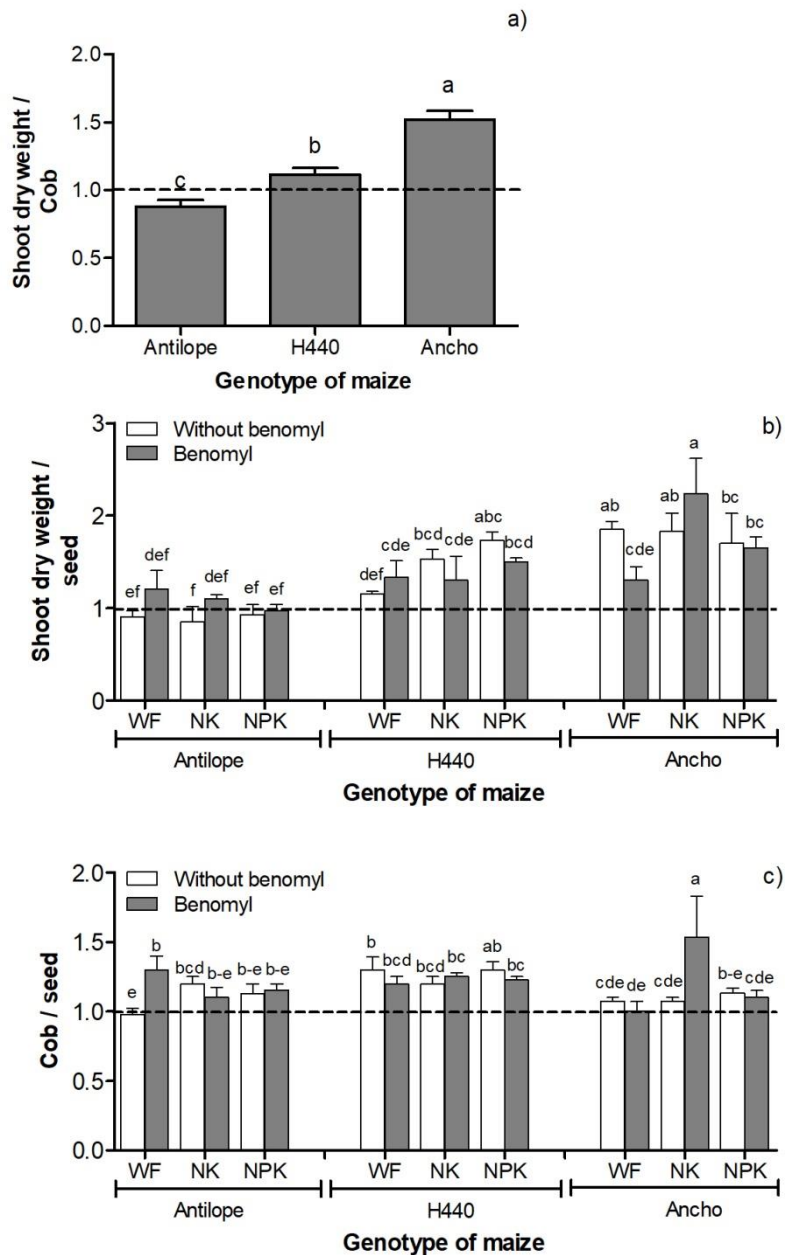 a)
Shoot dry weight /
Cob
2.0
1.5
1.0
0.5
0.0
c
b
a
Antilope H440 Ancho
Genotype of maize
b)
Without benomyl
Benomyl
Shoot dry weight /
seed
3
2
1
0
ef def f def ef ef
def cde bcd cde abc bcd
ab cde ab a bc bc
WF NK NPK WF NK NPK WF NK NPK
Antilope H440 Ancho
Genotype of maize
c)
Without benomyl
Benomyl
Cob / seed
2.0
1.5
1.0
0.5
0.0
e b bcd b-e b-e b-e
b bcd bcd bc ab bc
cde de cde a b-e cde
WF NK NPK WF NK NPK WF NK NPK
Antilope H440 Ancho
Genotype of maize